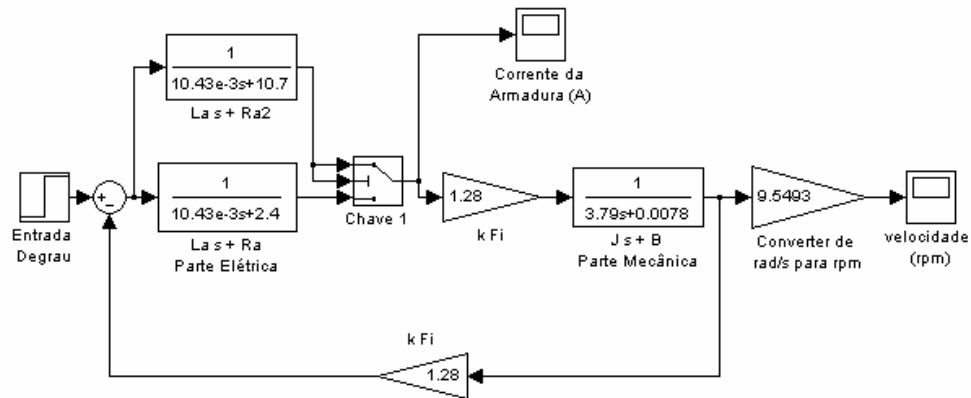 1
10.43e-3s+10.7
La s + Ra2
Corrente da
Armadura (A)
Entrada
Degrau
+
-
1
10.43e-3s+2.4
La s + Ra
Parte Elétrica
Chave 1
1.28
k Fi
1
3.79s+0.0078
J s + B
Parte Mecânica
9.5493
Converter de
rad/s para rpm
velocidade
(rpm)
k Fi
1.28